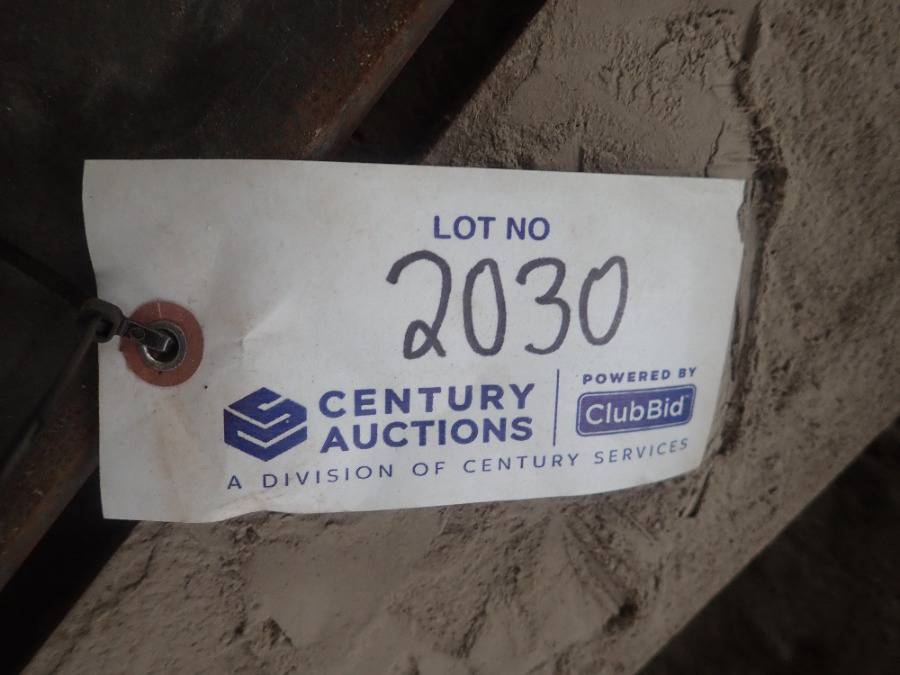 LOT NO
2030
CENTURY AUCTIONS
POWERED BY
ClubBid
A DIVISION OF CENTURY SERVICES